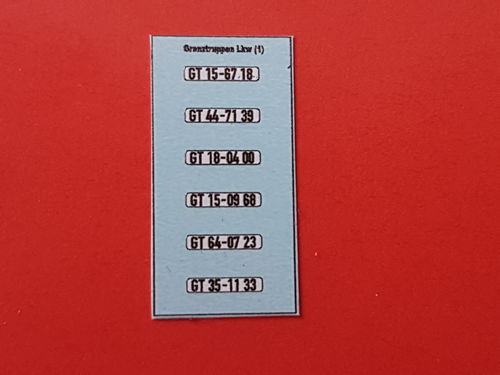 Grenztruppen Lkw (1)
GT 15-67 18
GT 44-71 39
GT 18-04 00
GT 15-09 68
GT 64-07 23
GT 35-11 33